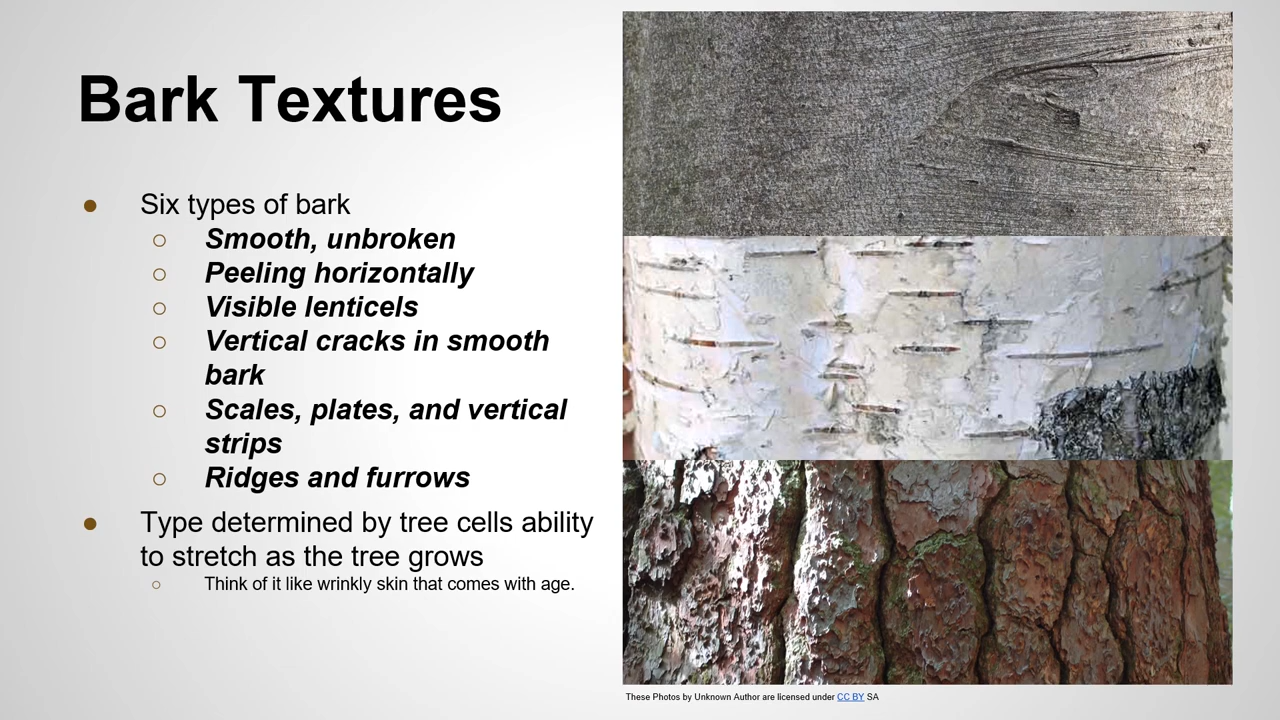 Bark Textures
● Six types of bark
○ Smooth, unbroken
○ Peeling horizontally
○ Visible lenticels
○ Vertical cracks in smooth
bark
○ Scales, plates, and vertical
strips
○ Ridges and furrows
● Type determined by tree cells ability
to stretch as the tree grows
○ Think of it like wrinkly skin that comes with age.
These Photos by Unknown Author are licensed under CC BY SA